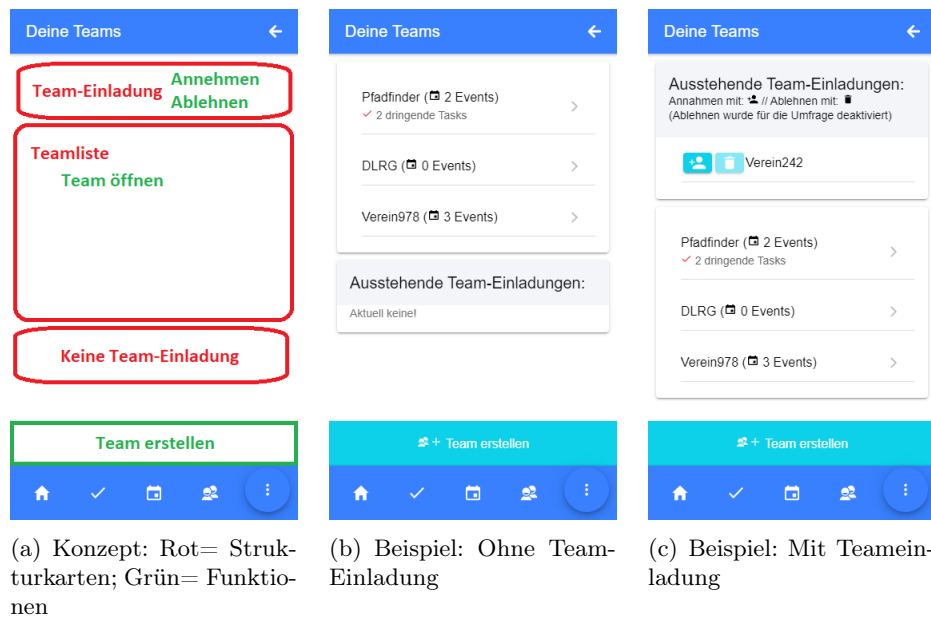 Deine Teams
Team-Einladung
Annehmen
Ablehnen
Teamliste
Team öffnen
Keine Team-Einladung
Team erstellen
(a) Konzept: Rot= Struk-
turkarten; Grün= Funktio-
nen
Deine Teams
Pfadfinder ( 2 Events)
2 dringende Tasks
DLRG ( 0 Events)
Verein978 ( 3 Events)
Ausstehende Team-Einladungen:
Aktuell keine!
Team erstellen
(b) Beispiel: Ohne Team-
Einladung
Deine Teams
Ausstehende Team-Einladungen:
Annahmen mit: // Ablehnen mit:
(Ablehnen wurde für die Umfrage deaktiviert)
Verein242
Pfadfinder ( 2 Events)
2 dringende Tasks
DLRG ( 0 Events)
Verein978 ( 3 Events)
Team erstellen
(c) Beispiel: Mit Teamein-
ladung